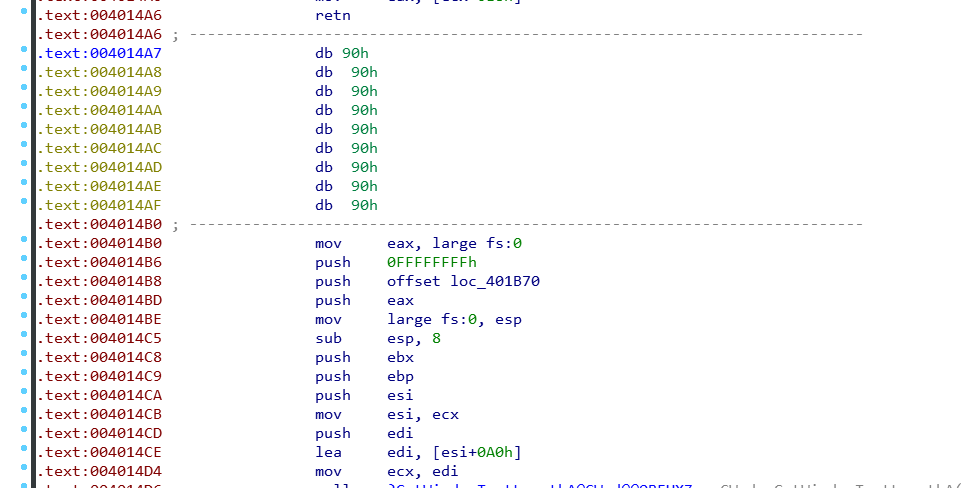 .text:004014A6 retn
.text:004014A6 ; ---------------------------------------------------------------------------
.text:004014A7 db 90h
.text:004014A8 db 90h
.text:004014A9 db 90h
.text:004014AA db 90h
.text:004014AB db 90h
.text:004014AC db 90h
.text:004014AD db 90h
.text:004014AE db 90h
.text:004014AF db 90h
.text:004014B0 ; ---------------------------------------------------------------------------
.text:004014B0 mov eax, large fs:0
.text:004014B6 push 0FFFFFFFFh
.text:004014B8 push offset loc_401B70
.text:004014BD push eax
.text:004014BE mov large fs:0, esp
.text:004014C5 sub esp, 8
.text:004014C8 push ebx
.text:004014C9 push ebp
.text:004014CA push esi
.text:004014CB mov esi, ecx
.text:004014CD push edi
.text:004014CE lea edi, [esi+0A0h]
.text:004014D4 mov ecx, edi